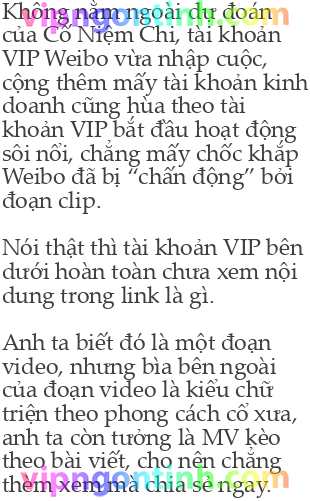 vipngontinh.com
Không nằm ngoài dự đoán
của Cố Niệm Chi, tài khoản
VIP Weibo vừa nhập cuộc,
cộng thêm mấy tài khoản kinh
doanh cũng hùa theo tài
khoản VIP bắt đầu hoạt động
sôi nổi, chẳng mấy chốc khắp
Weibo đã bị “chấn động” bởi
đoạn clip.
Nói thật thì tài khoản VIP bên
dưới hoàn toàn chưa xem nội
dung trong link là gì.
Anh ta biết đó là một đoạn
video, nhưng bìa bên ngoài
của đoạn video là kiểu chữ
triện theo phong cách cổ xưa,
anh ta còn tưởng là MV kèo
theo bài viết, cho nên chẳng
thèm xem mà chia sẻ ngay.
vipngontinh.com